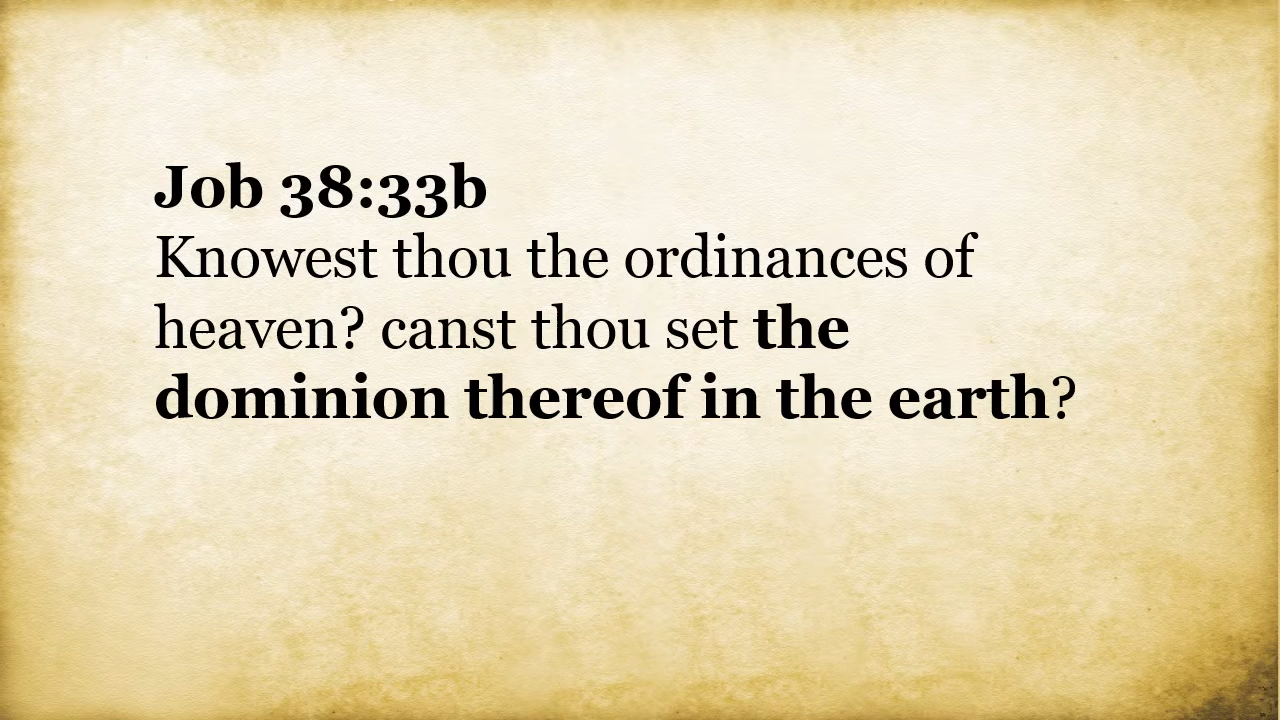 Job 38:33b
Knowest thou the ordinances of
heaven? canst thou set the
dominion thereof in the earth?